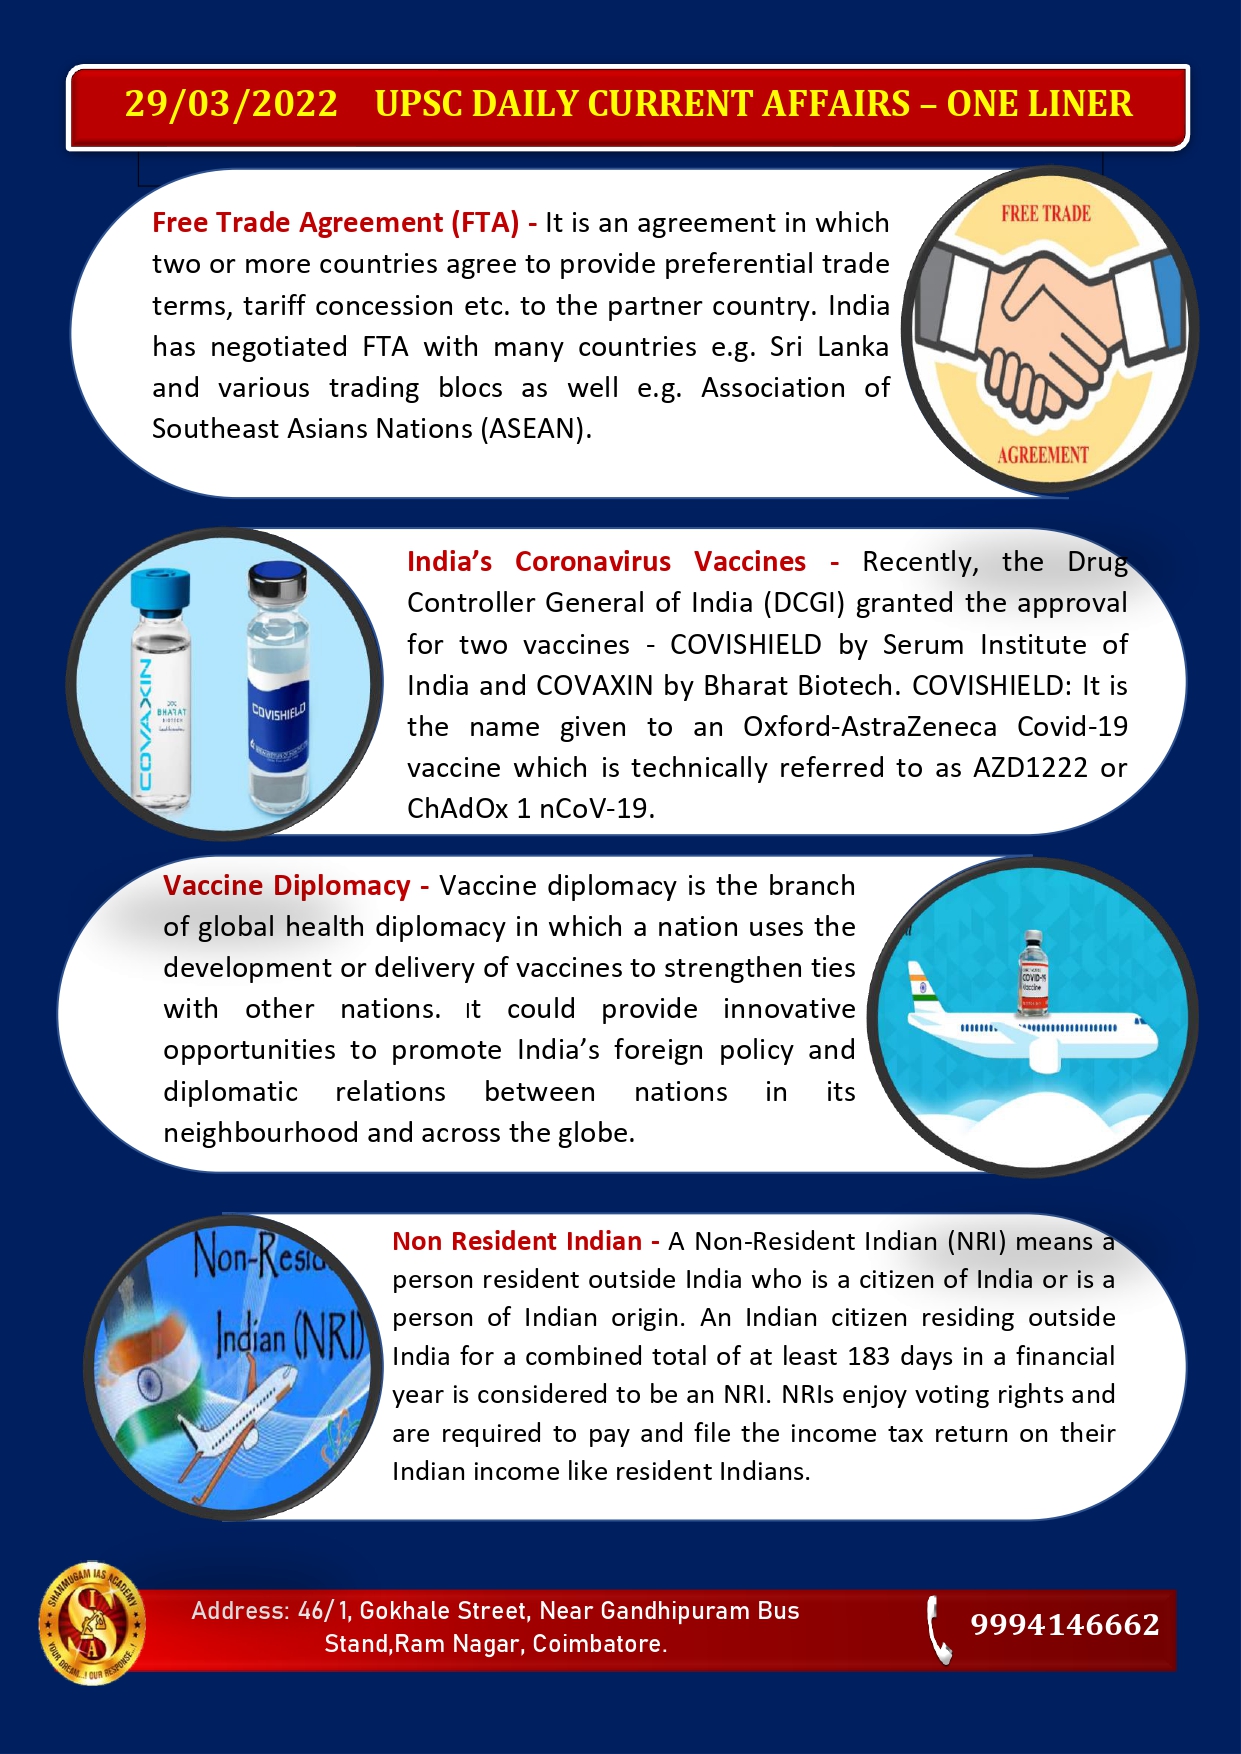 29/03/2022 UPSC DAILY CURRENT AFFAIRS – ONE LINER
Free Trade Agreement (FTA) - It is an agreement in which
two or more countries agree to provide preferential trade
terms, tariff concession etc. to the partner country. India
has negotiated FTA with many countries e.g. Sri Lanka
and various trading blocs as well e.g. Association of
Southeast Asians Nations (ASEAN).
FREE TRADE
AGREEMENT
COVAXIN
BHARAT
BIOTECH
COVISHIELD
India’s Coronavirus Vaccines - Recently, the Drug
Controller General of India (DCGI) granted the approval
for two vaccines - COVISHIELD by Serum Institute of
India and COVAXIN by Bharat Biotech. COVISHIELD: It is
the name given to an Oxford-AstraZeneca Covid-19
vaccine which is technically referred to as AZD1222 or
ChAdOx 1 nCoV-19.
Vaccine Diplomacy - Vaccine diplomacy is the branch
of global health diplomacy in which a nation uses the
development or delivery of vaccines to strengthen ties
with other nations. It could provide innovative
opportunities to promote India’s foreign policy and
diplomatic relations between nations in its
neighbourhood and across the globe.
COVID-19
Vaccine
Non-Resid
Indian (NRI)
Non Resident Indian - A Non-Resident Indian (NRI) means a
person resident outside India who is a citizen of India or is a
person of Indian origin. An Indian citizen residing outside
India for a combined total of at least 183 days in a financial
year is considered to be an NRI. NRIs enjoy voting rights and
are required to pay and file the income tax return on their
Indian income like resident Indians.
SHANMUGAM IAS ACADEMY
SIA
YOUR DREAM...! OUR RESPONSE...!
Address: 46/1, Gokhale Street, Near Gandhipuram Bus
Stand,Ram Nagar, Coimbatore.
9994146662